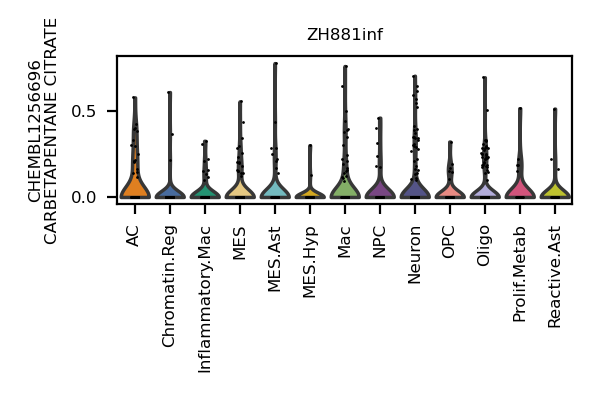 ZH881inf
CHEMBL1256696
CARBETAPENTANE CITRATE
0.5
0.0
AC
Chromatin.Reg
Inflammatory.Mac
MES
MES.Ast
MES.Hyp
Mac
NPC
Neuron
OPC
Oligo
Prolif.Metab
Reactive.Ast